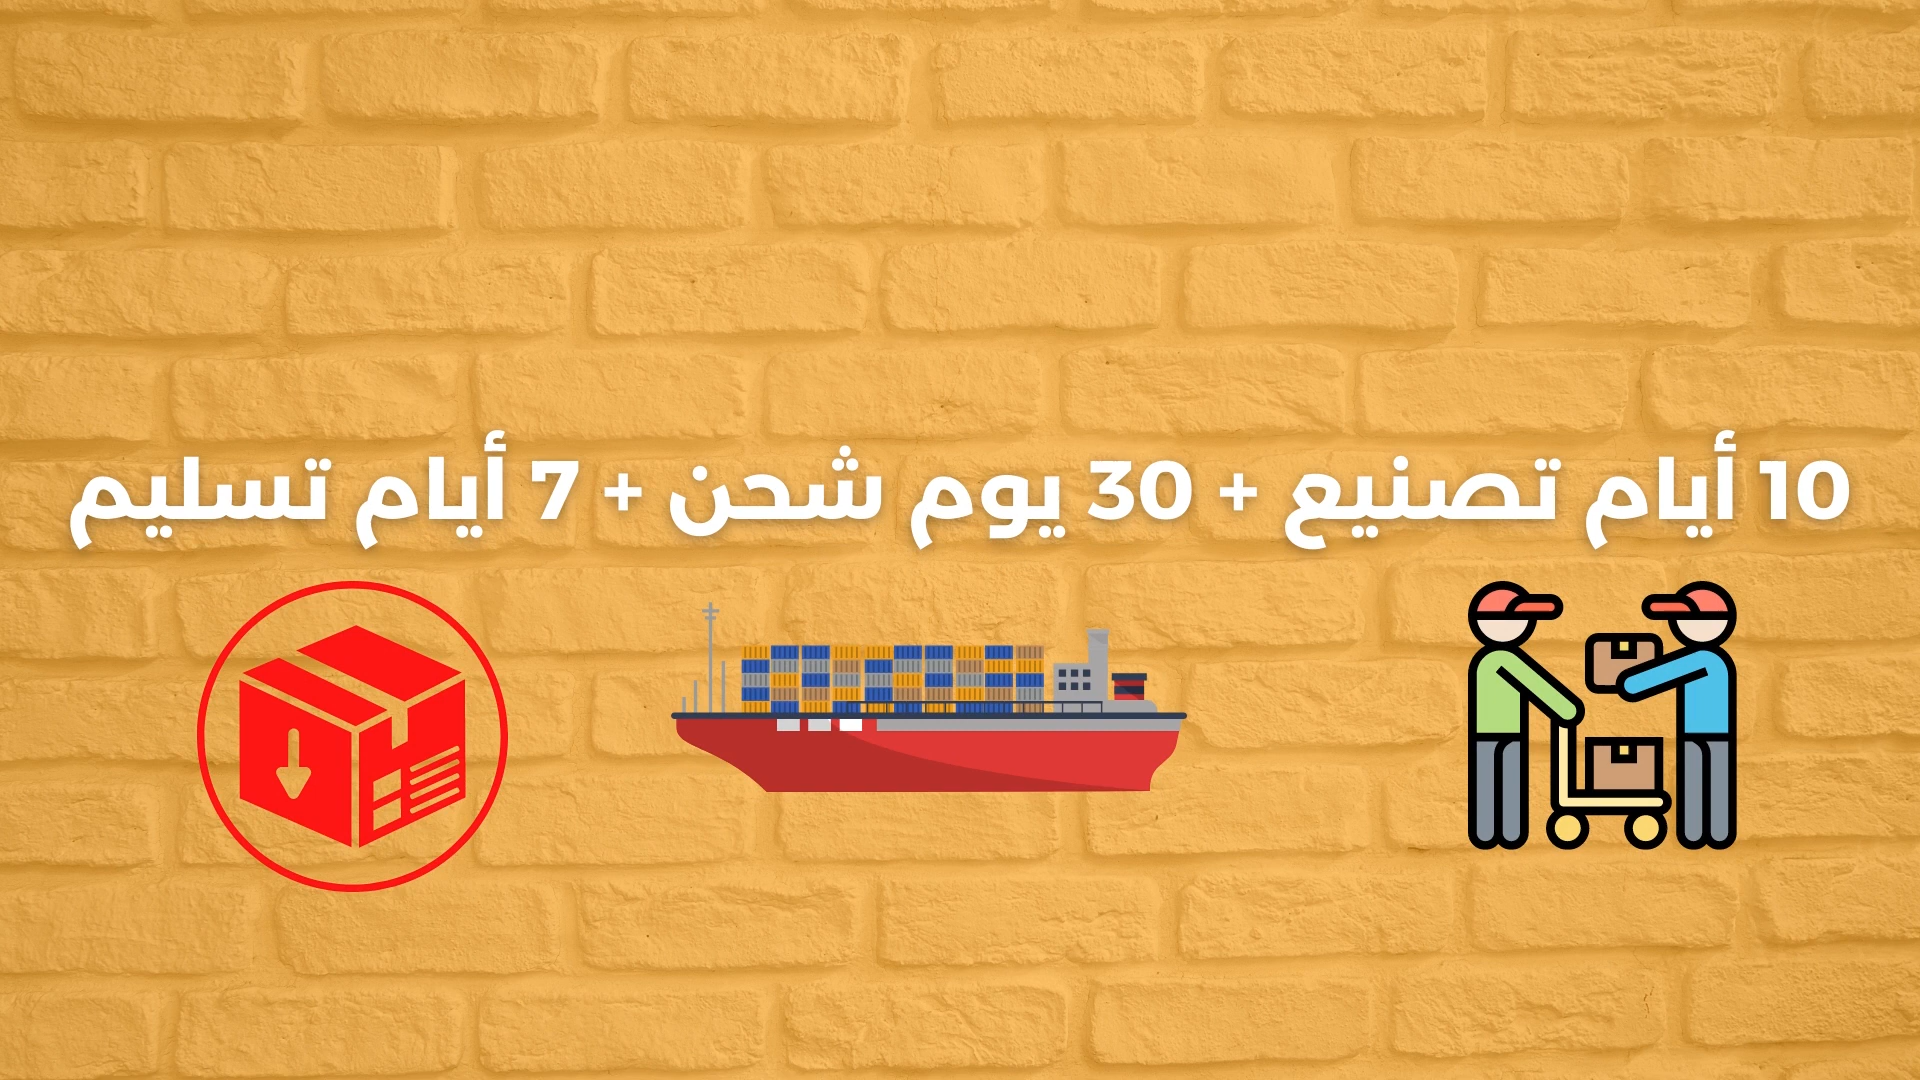 10 أيام تصنيع + 30 يوم شحن + 7 أيام تسليم